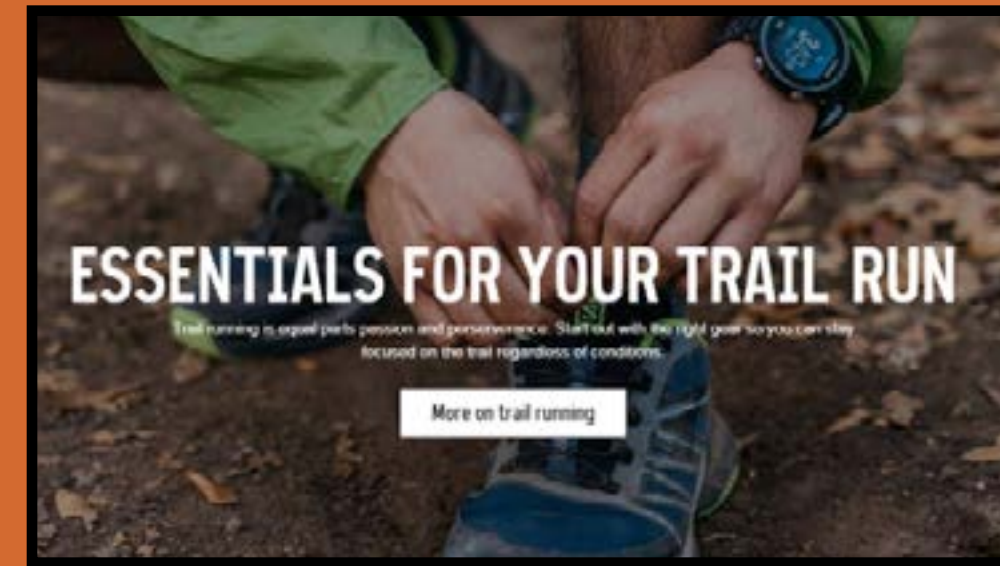 ESSENTIALS FOR YOUR TRAIL RUN
Trail running is equal parts passion and perserverance. Start out with the right gear so you can stay
focused on the trail regardless of conditions.
More on trail running